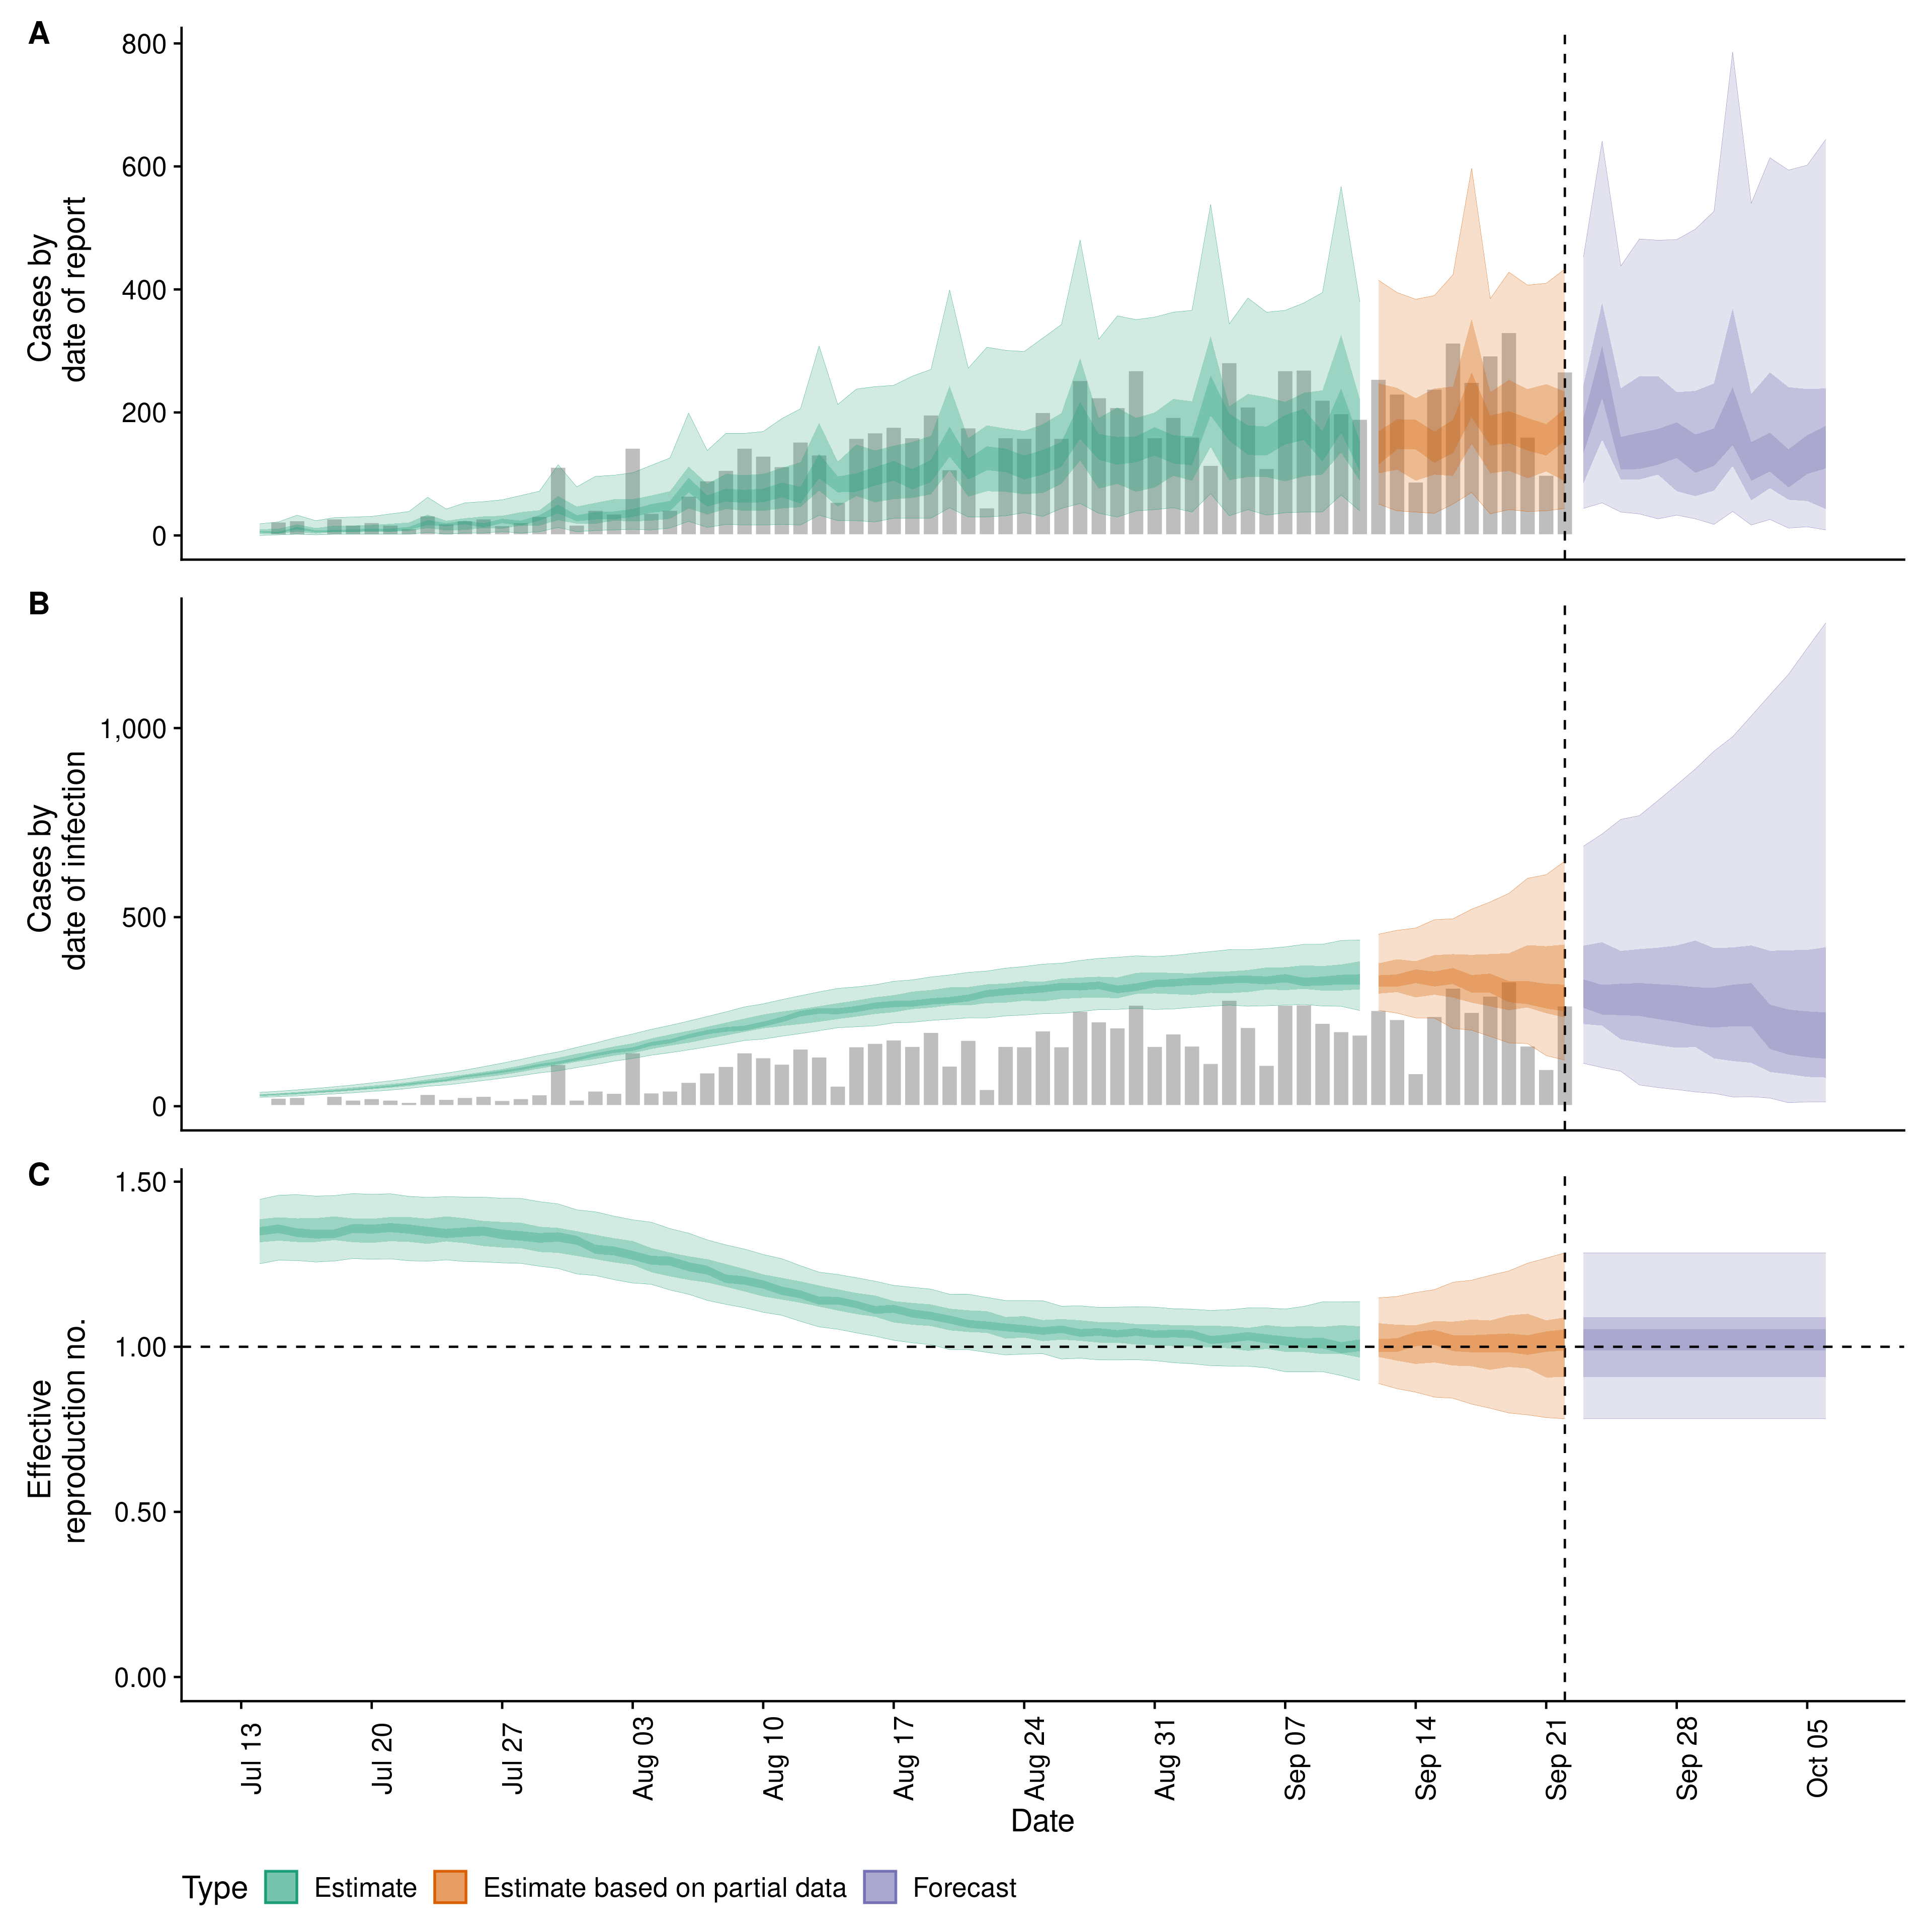 A
Cases by
date of report
800
600
400
200
0
B
Cases by
date of infection
1,000
500
0
C
Effective
reproduction no.
1.50
1.00
0.50
0.00
Jul 13
Jul 20
Jul 27
Aug 03
Aug 10
Aug 17
Aug 24
Aug 31
Sep 07
Sep 14
Sep 21
Sep 28
Oct 05
Date
Type Estimate Estimate based on partial data Forecast